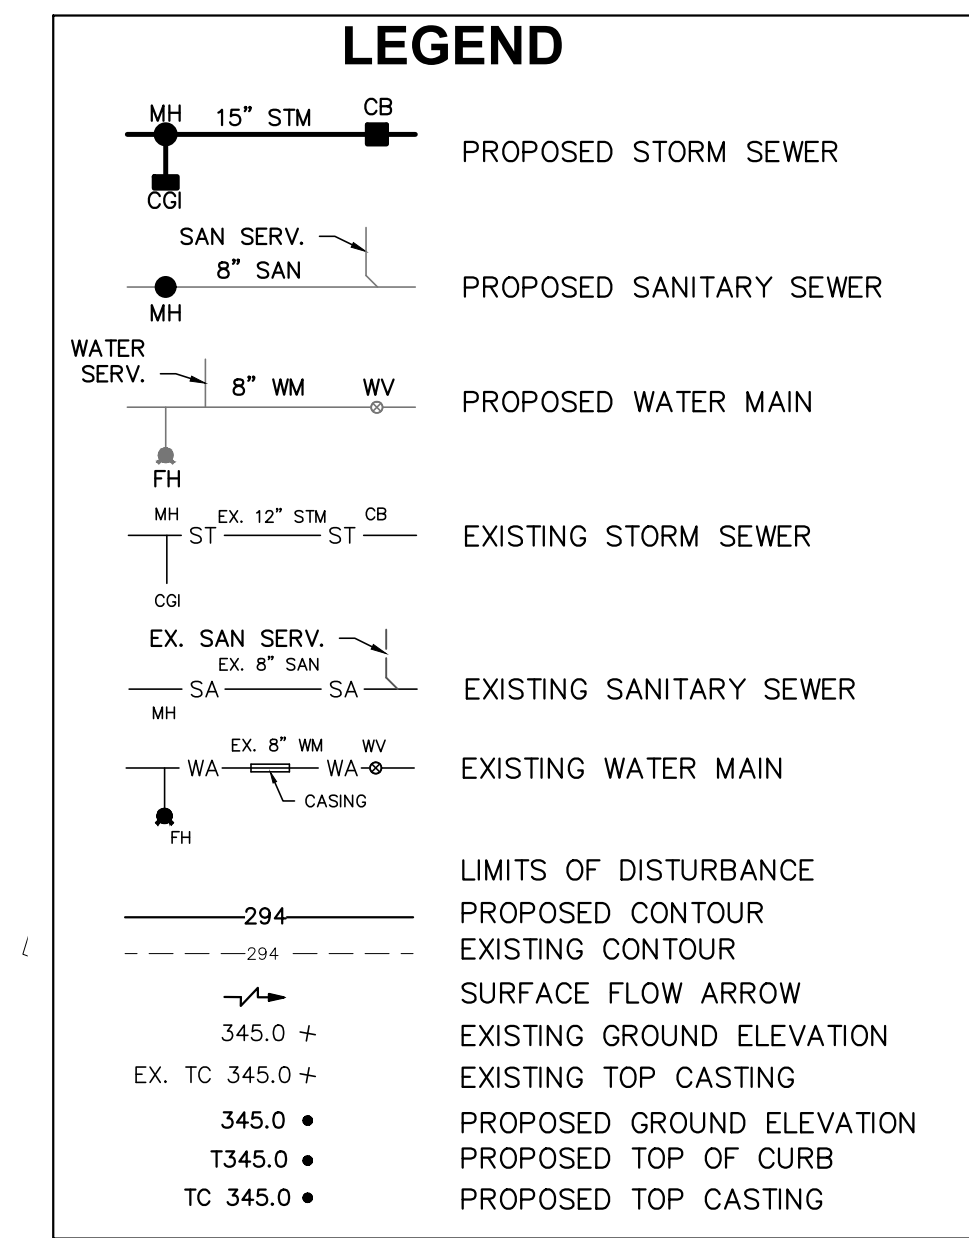 LEGEND
MH 15” STM CB
PROPOSED STORM SEWER
CGI
SAN SERV.
8” SAN
PROPOSED SANITARY SEWER
MH
WATER
SERV.
8” WM WV
PROPOSED WATER MAIN
FH
MH EX. 12” STM CB
ST ST
EXISTING STORM SEWER
CGI
EX. SAN SERV.
EX. 8” SAN
SA SA
EXISTING SANITARY SEWER
MH
EX. 8” WM WV
WA WA
EXISTING WATER MAIN
CASING
FH
LIMITS OF DISTURBANCE
294 PROPOSED CONTOUR
294 EXISTING CONTOUR
SURFACE FLOW ARROW
345.0 EXISTING GROUND ELEVATION
EX. TC 345.0 EXISTING TOP CASTING
345.0 PROPOSED GROUND ELEVATION
T345.0 PROPOSED TOP OF CURB
TC 345.0 PROPOSED TOP CASTING